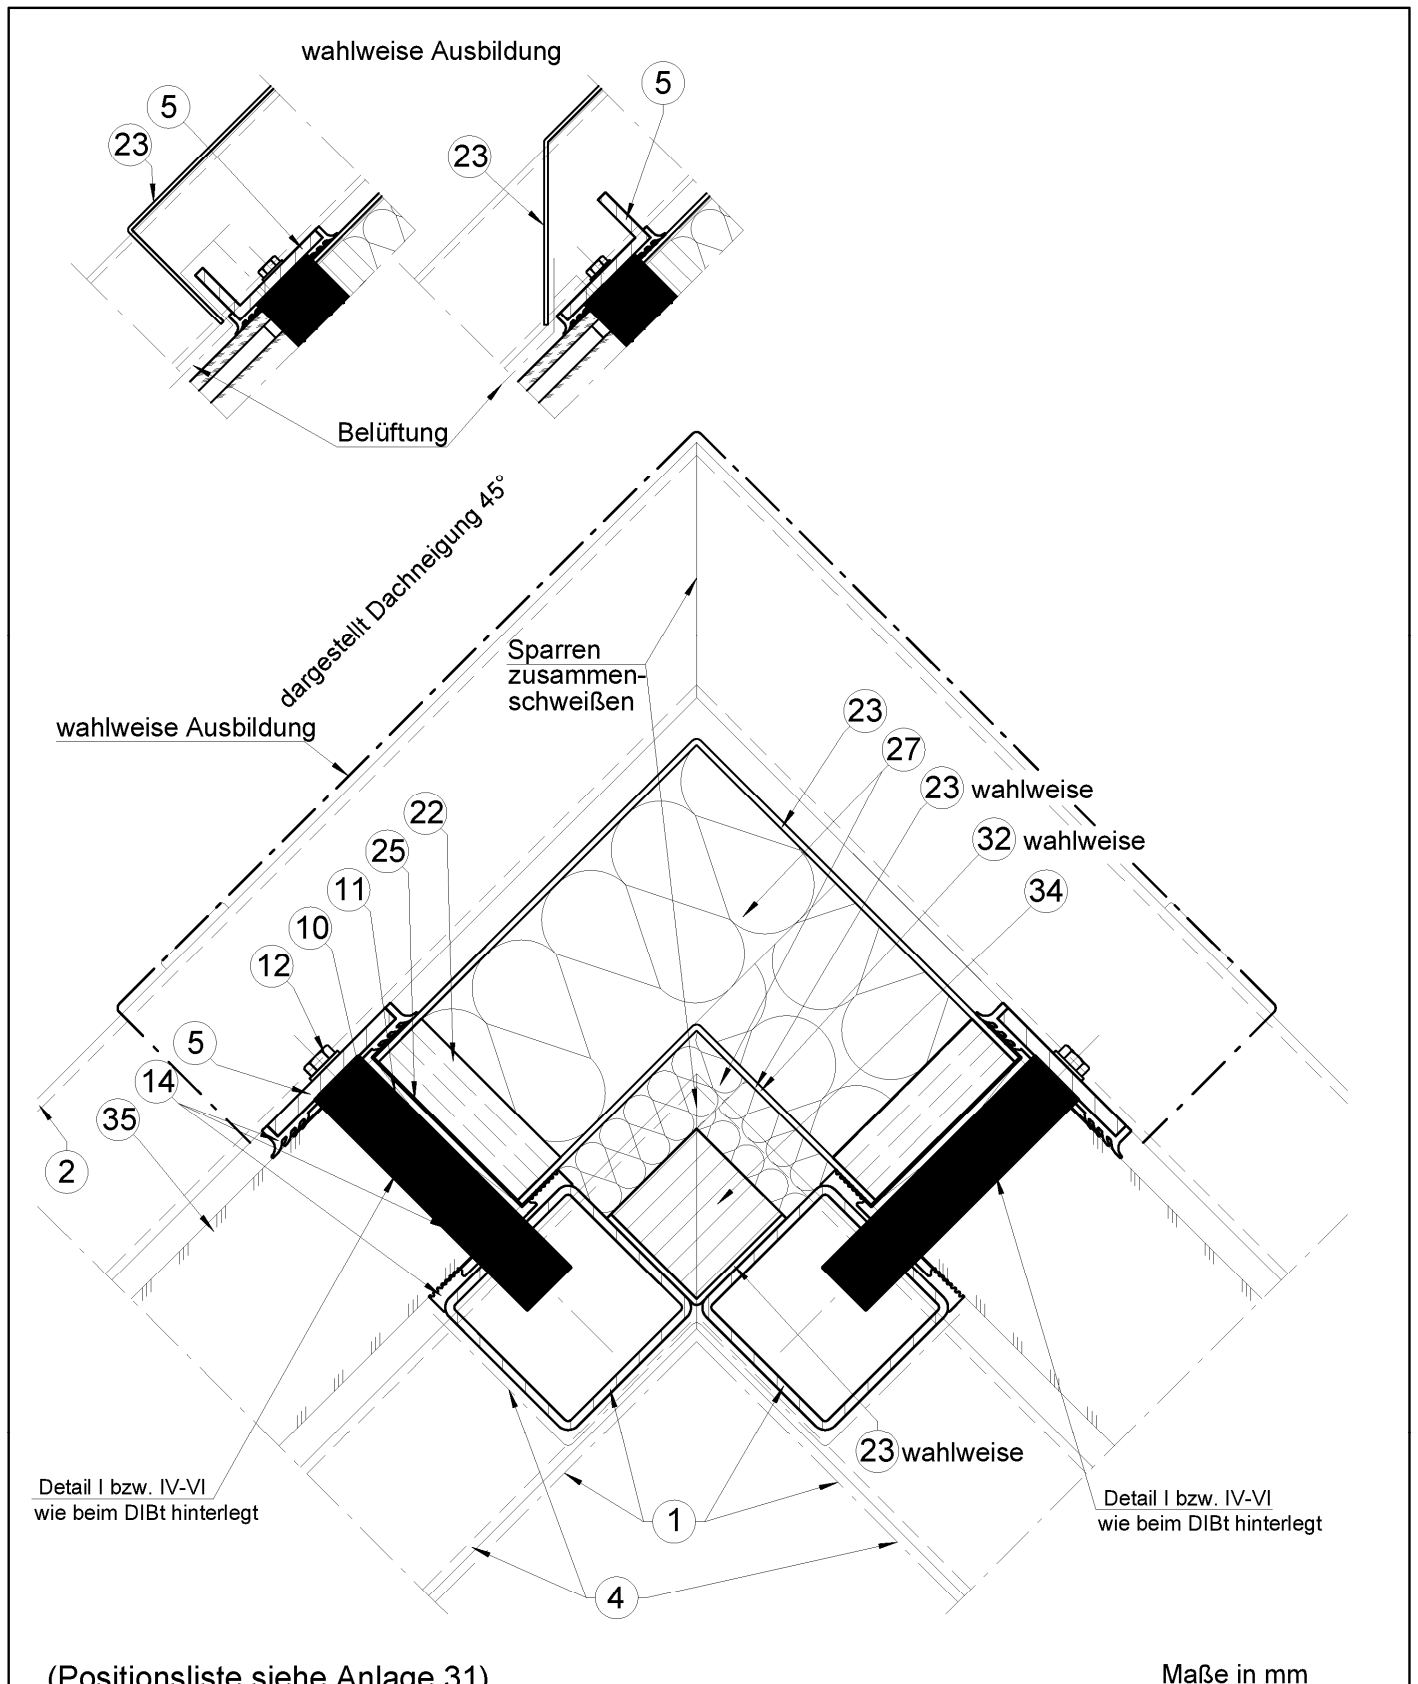 wahlweise Ausbildung
5
5
23
23
Belüftung
dargestellt Dachneigung 45°
Sparren
zusammen-
schweißen
wahlweise Ausbildung
23
27
23 wahlweise
22
32 wahlweise
25
11
34
10
12
5
14
35
2
23 wahlweise
Detail I bzw. IV-VI
wie beim DIBt hinterlegt
Detail I bzw. IV-VI
wie beim DIBt hinterlegt
1
4
(Positionsliste siehe Anlage 31)
Maße in mm